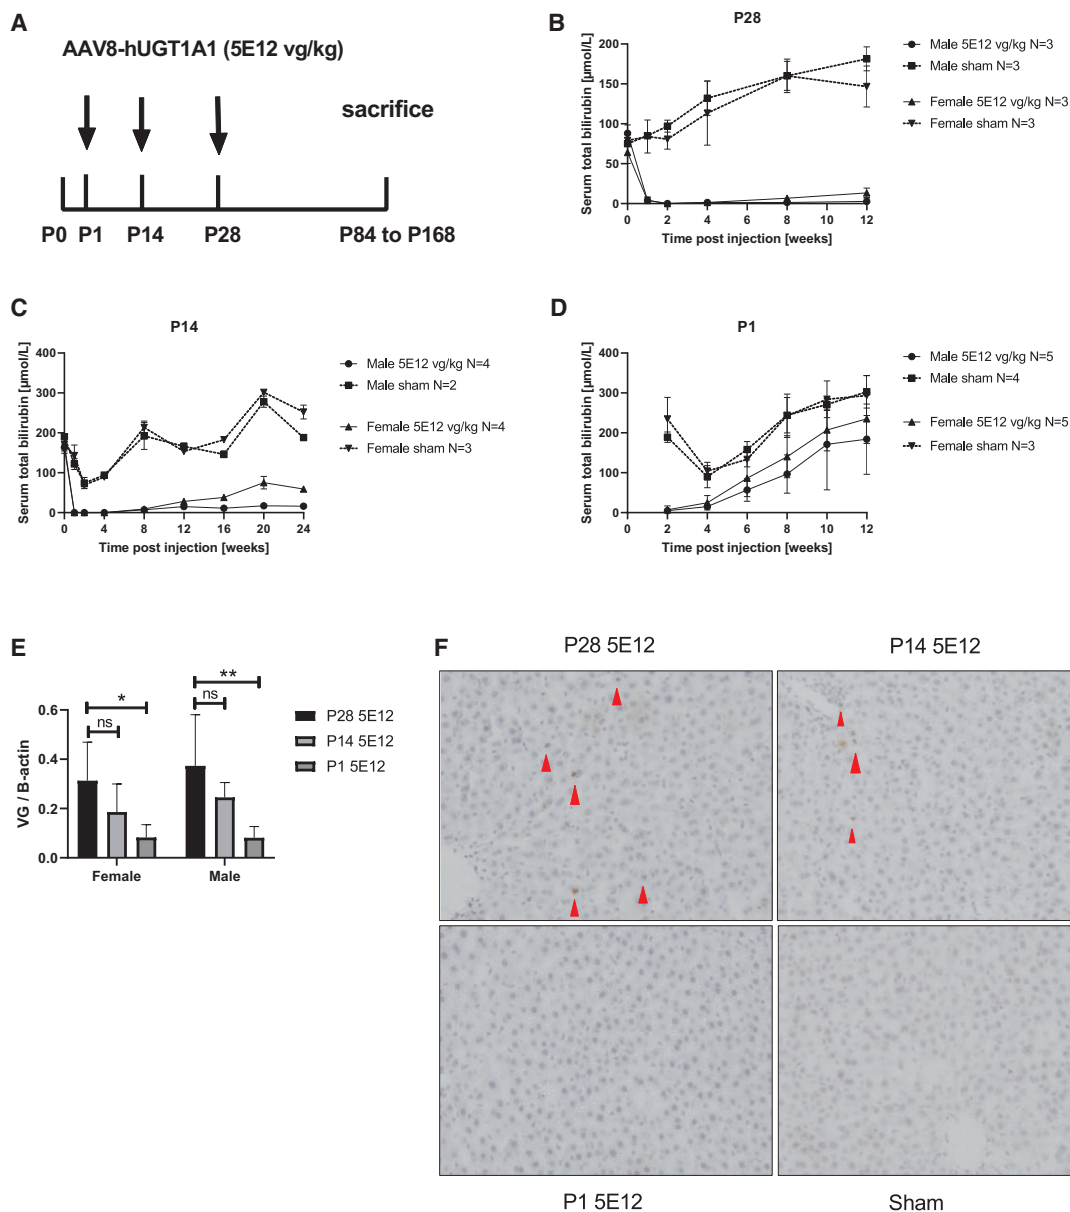 A
AAV8-hUGT1A1 (5E12 vg/kg)
sacrifice
P0 P1 P14 P28 P84 to P168
B
P28
Serum total bilirubin [µmol/L]
200
150
100
50
0
0 2 4 6 8 10 12
Time post injection [weeks]
Male 5E12 vg/kg N=3
Male sham N=3
Female 5E12 vg/kg N=3
Female sham N=3
C
P14
Serum total bilirubin [µmol/L]
400
300
200
100
0
0 4 8 12 16 20 24
Time post injection [weeks]
Male 5E12 vg/kg N=4
Male sham N=2
Female 5E12 vg/kg N=4
Female sham N=3
D
P1
Serum total bilirubin [µmol/L]
400
300
200
100
0
0 2 4 6 8 10 12
Time post injection [weeks]
Male 5E12 vg/kg N=5
Male sham N=4
Female 5E12 vg/kg N=5
Female sham N=3
E
VG / B-actin
0.6
0.4
0.2
0.0
*
ns
**
ns
Female Male
P28 5E12
P14 5E12
P1 5E12
F
P28 5E12 P14 5E12
P1 5E12 Sham